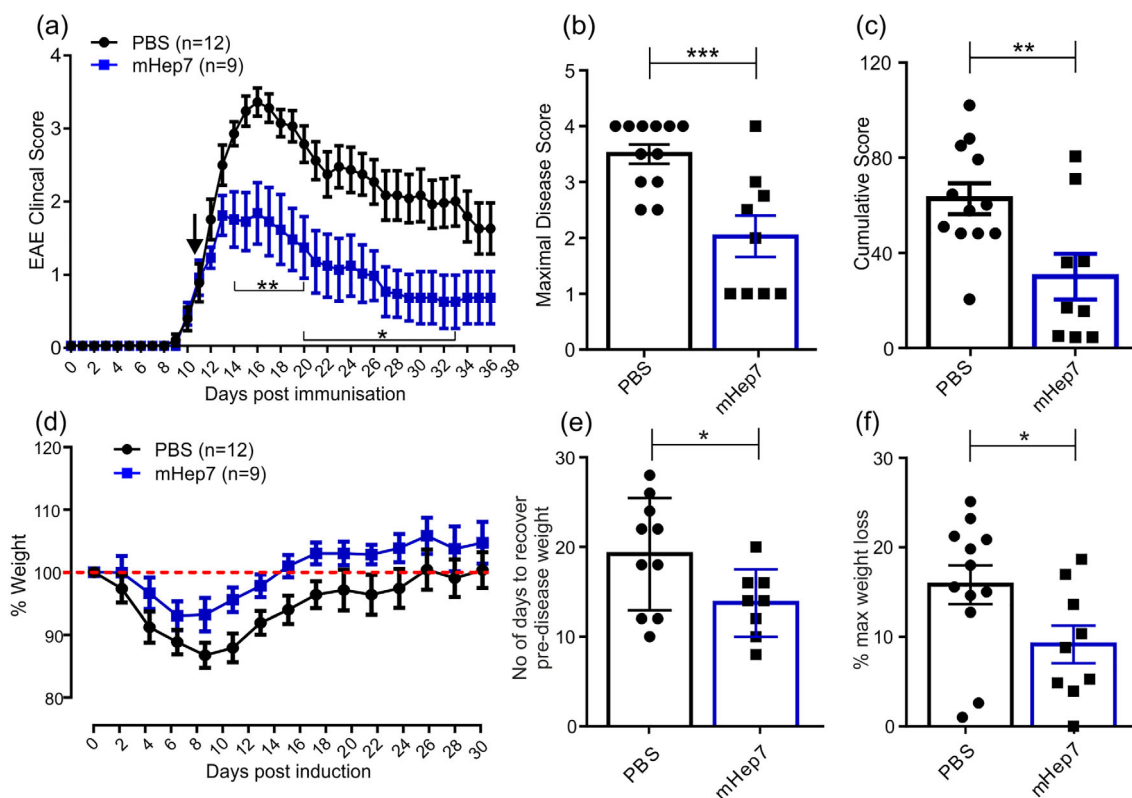 (a)
PBS (n=12)
mHep7 (n=9)
4
3
2
1
0
EAE Clincal Score
**
*
0 2 4 6 8 10 12 14 16 18 20 22 24 26 28 30 32 34 36 38
Days post immunisation
(b)
***
5
4
3
2
1
0
Maximal Disease Score
PBS
mHep7
(c)
**
120
80
40
0
Cumulative Score
PBS
mHep7
(d)
PBS (n=12)
mHep7 (n=9)
120
110
100
90
80
% Weight
0 2 4 6 8 10 12 14 16 18 20 22 24 26 28 30
Days post induction
(e)
*
30
20
10
0
No of days to recover
pre-disease weight
PBS
mHep7
(f)
*
30
20
10
0
% max weight loss
PBS
mHep7